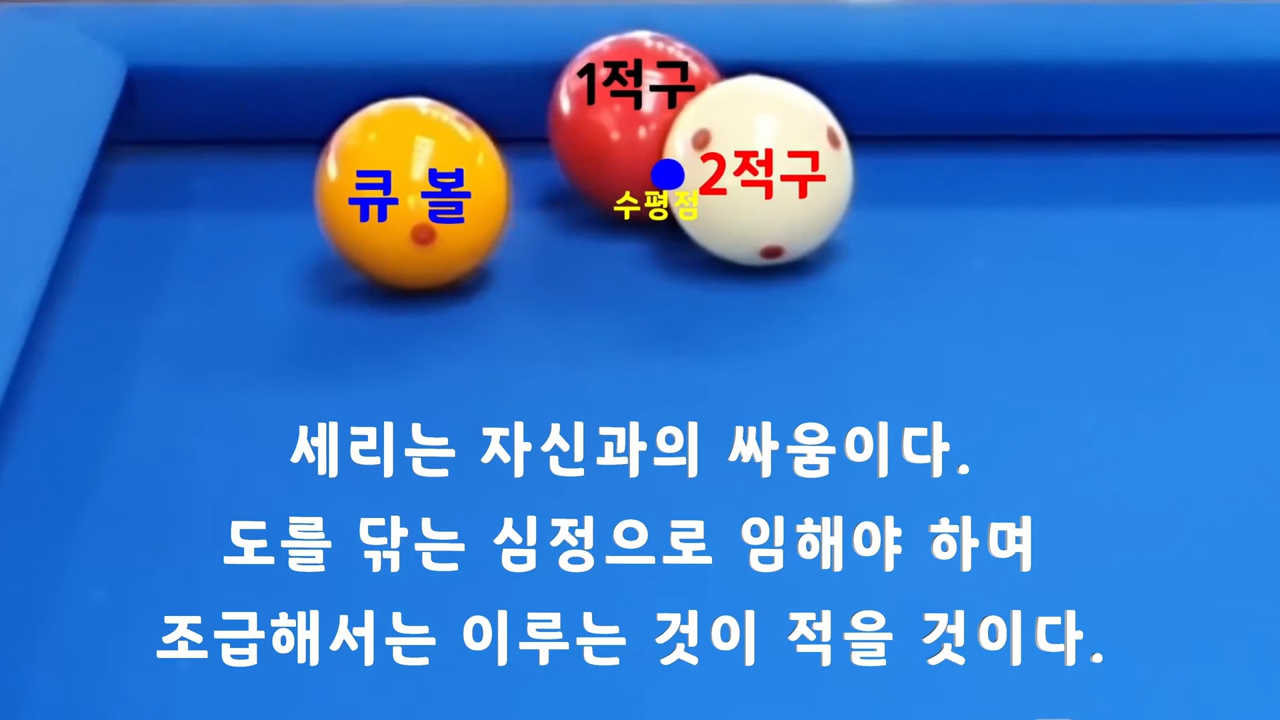 1적구
큐 볼
2적구
수평점
세리는 자신과의 싸움이다.
도를 닦는 심정으로 임해야 하며
조급해서는 이루는 것이 적을 것이다.